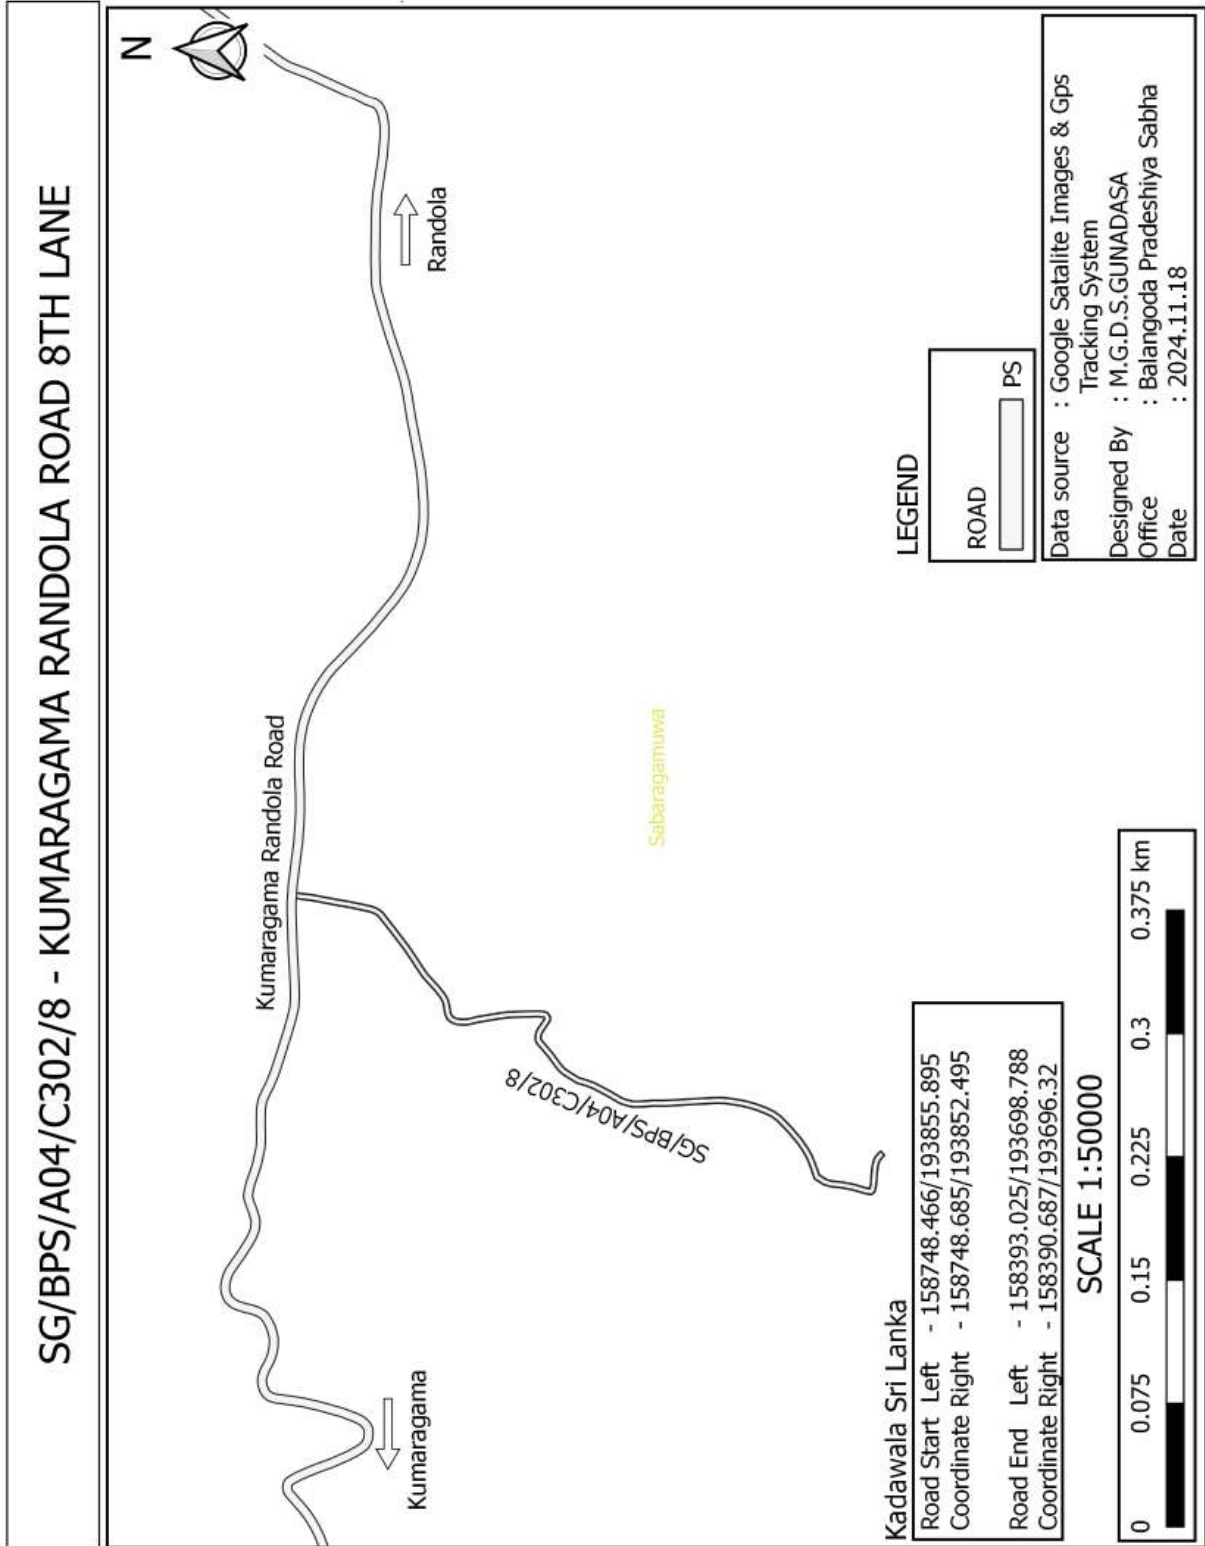 SG/BPS/A04/C302/8 - KUMARAGAMA RANDOLA ROAD 8TH LANE
N
Kumaragama Randola Road
Randola
Kumaragama
SG/BPS/A04/C302/8
Sabaragamuwa
Kadawala Sri Lanka
Road Start Left - 158748.466/193855.895
Coordinate Right - 158748.685/193852.495
Road End Left - 158393.025/193698.788
Coordinate Right - 158390.687/193696.32
SCALE 1:50000
0 0.075 0.15 0.225 0.3 0.375 km
LEGEND
ROAD
PS
Data source : Google Satalite Images & Gps
Tracking System
Designed By : M.G.D.S.GUNADASA
Office : Balangoda Pradeshiya Sabha
Date : 2024.11.18